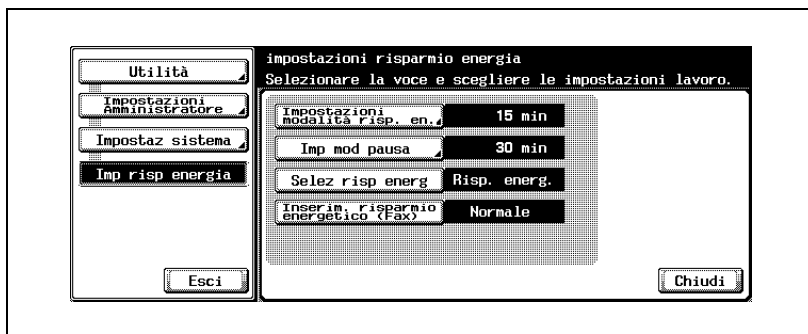 Utilità
Impostazioni
Amministratore
Impostaz sistema
Imp risp energia
Esci
impostazioni risparmio energia
Selezionare la voce e scegliere le impostazioni lavoro.
Impostazioni
modalità risp. en.
15 min
Imp mod pausa
30 min
Selez risp energ
Risp. energ.
Inserim. risparmio
energetico (Fax)
Normale
Chiudi